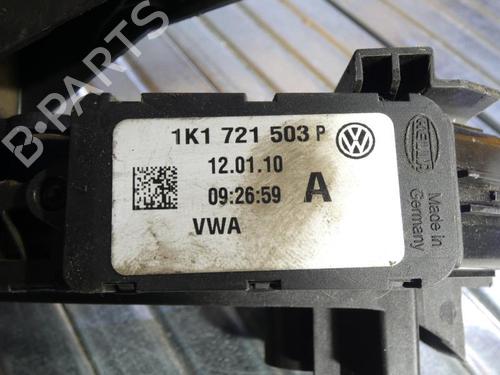 B-PARTS
1K1 721 503 P
12.01.10
09:26:59 A
VWA
HELLA
Made in
Germany